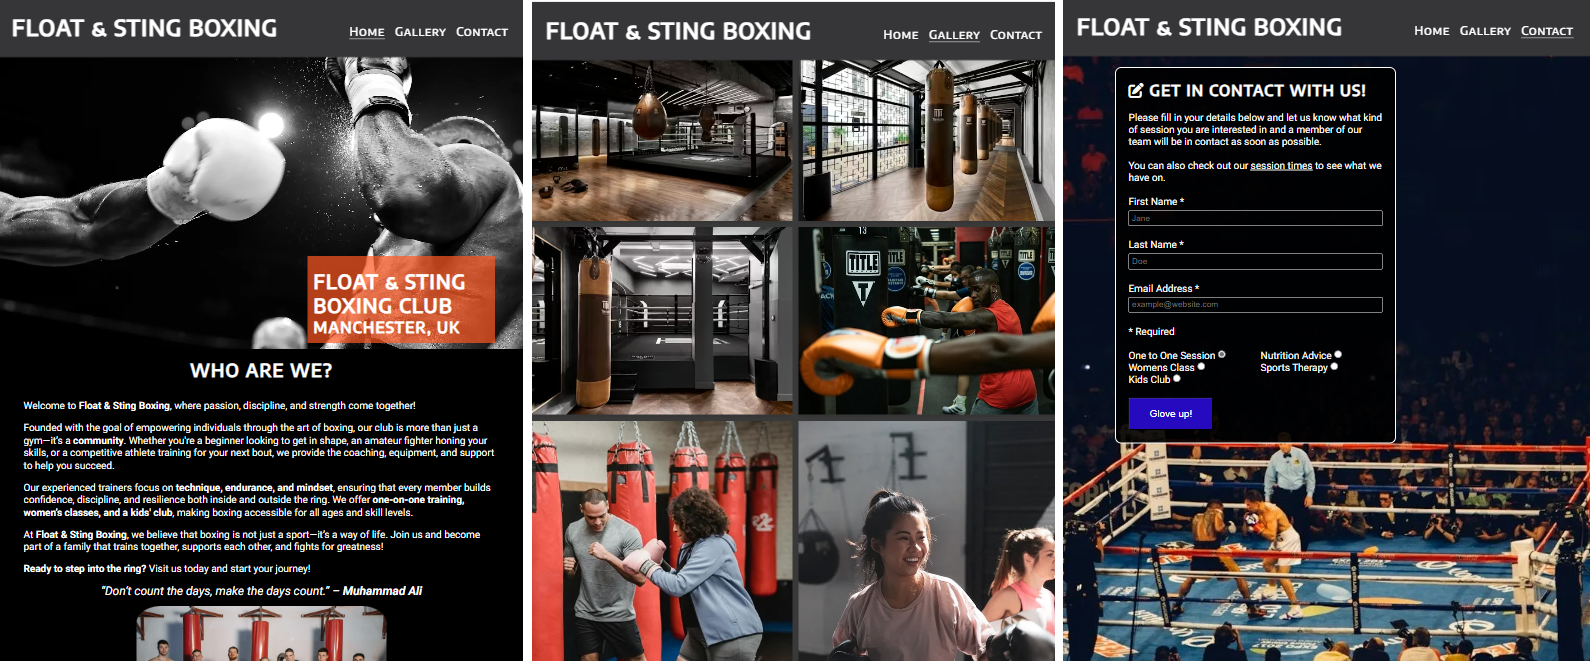 FLOAT & STING BOXING
HOME GALLERY CONTACT
FLOAT & STING
BOXING CLUB
MANCHESTER, UK
WHO ARE WE?
Welcome to Float & Sting Boxing, where passion, discipline, and strength come together!
Founded with the goal of empowering individuals through the art of boxing, our club is more than just a
gym—it's a community. Whether you're a beginner looking to get in shape, an amateur fighter honing your
skills, or a competitive athlete training for your next bout, we provide the coaching, equipment, and support
to help you succeed.
Our experienced trainers focus on technique, endurance, and mindset, ensuring that every member builds
confidence, discipline, and resilience both inside and outside the ring. We offer one-on-one training,
women's classes, and a kids' club, making boxing accessible for all ages and skill levels.
At Float & Sting Boxing, we believe that boxing is not just a sport—it's a way of life. Join us and become
part of a family that trains together, supports each other, and fights for greatness!
Ready to step into the ring? Visit us today and start your journey!
"Don't count the days, make the days count." – Muhammad Ali
FLOAT & STING BOXING
HOME GALLERY CONTACT
13
TITLE
TITLE
TITLE
FLOAT & STING BOXING
HOME GALLERY CONTACT
GET IN CONTACT WITH US!
Please fill in your details below and let us know what kind
of session you are interested in and a member of our
team will be in contact as soon as possible.
You can also check out our session times to see what we
have on.
First Name *
Jane
Last Name *
Doe
Email Address *
example@website.com
* Required
One to One Session Nutrition Advice
Womens Class Sports Therapy
Kids Club
Glove up!